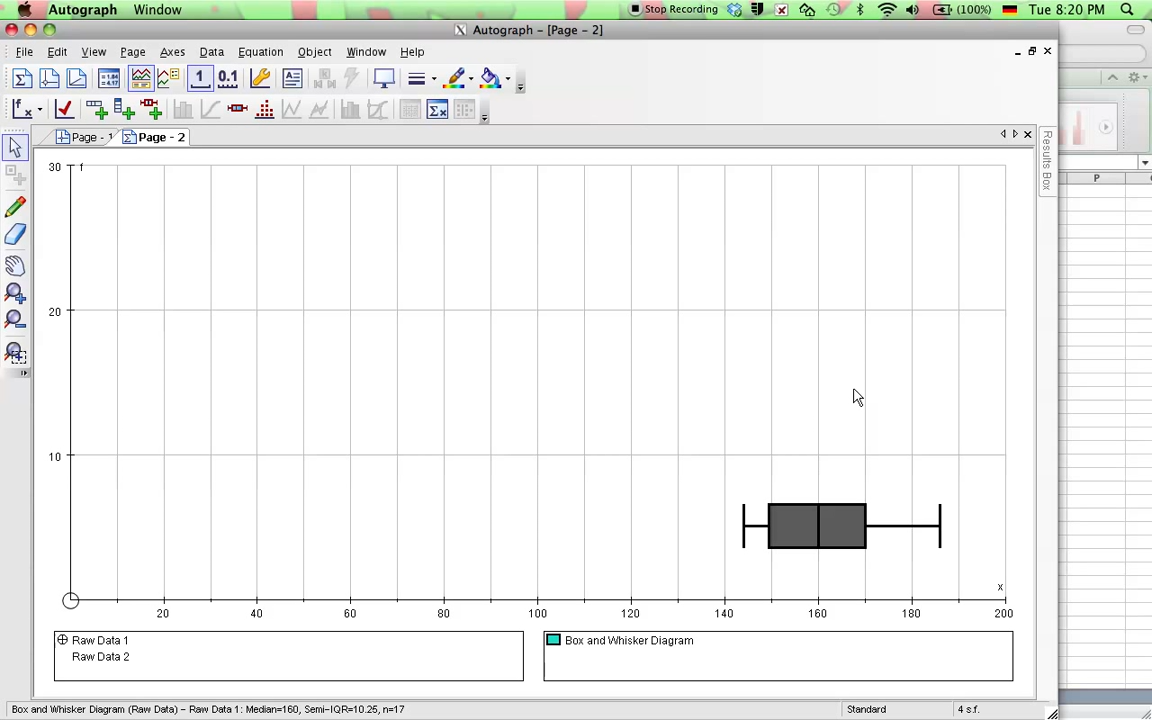 Autograph Window Stop Recording (100%) Tue 8:20 PM
Autograph - [Page - 2]
File Edit View Page Axes Data Equation Object Window Help
1 0.1
Page - 1 Page - 2
Results Box
P
30 f
20
10
x
20 40 60 80 100 120 140 160 180 200
Raw Data 1
Raw Data 2
Box and Whisker Diagram
Box and Whisker Diagram (Raw Data) - Raw Data 1: Median=160, Semi-IQR=10.25, n=17 Standard 4 s.f.